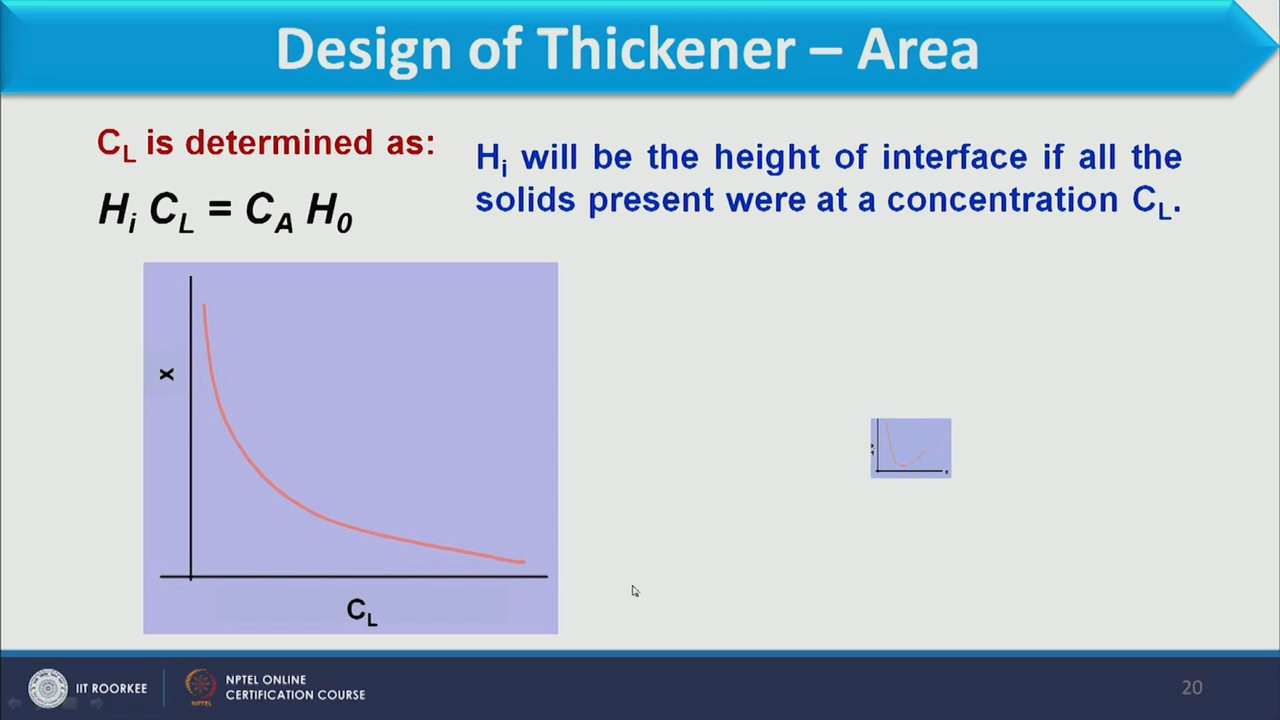 Design of Thickener – Area
C_L is determined as:
H_i C_L = C_A H_0
H_i will be the height of interface if all the
solids present were at a concentration C_L.
x
C_L
x
IIT ROORKEE
NPTEL ONLINE
CERTIFICATION COURSE
NPTEL
20